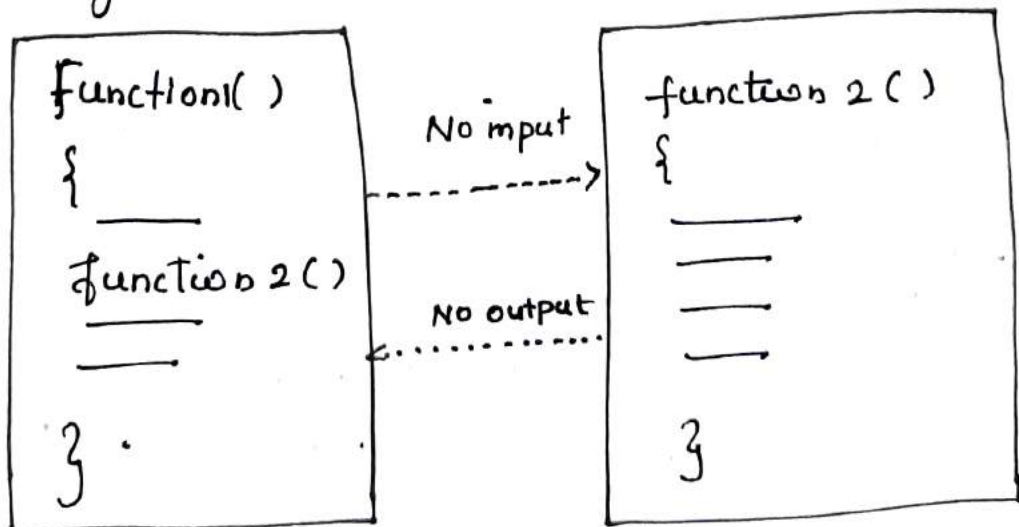 function1( )
{
function2( )
}
No input
No output
function 2 ( )
{
}